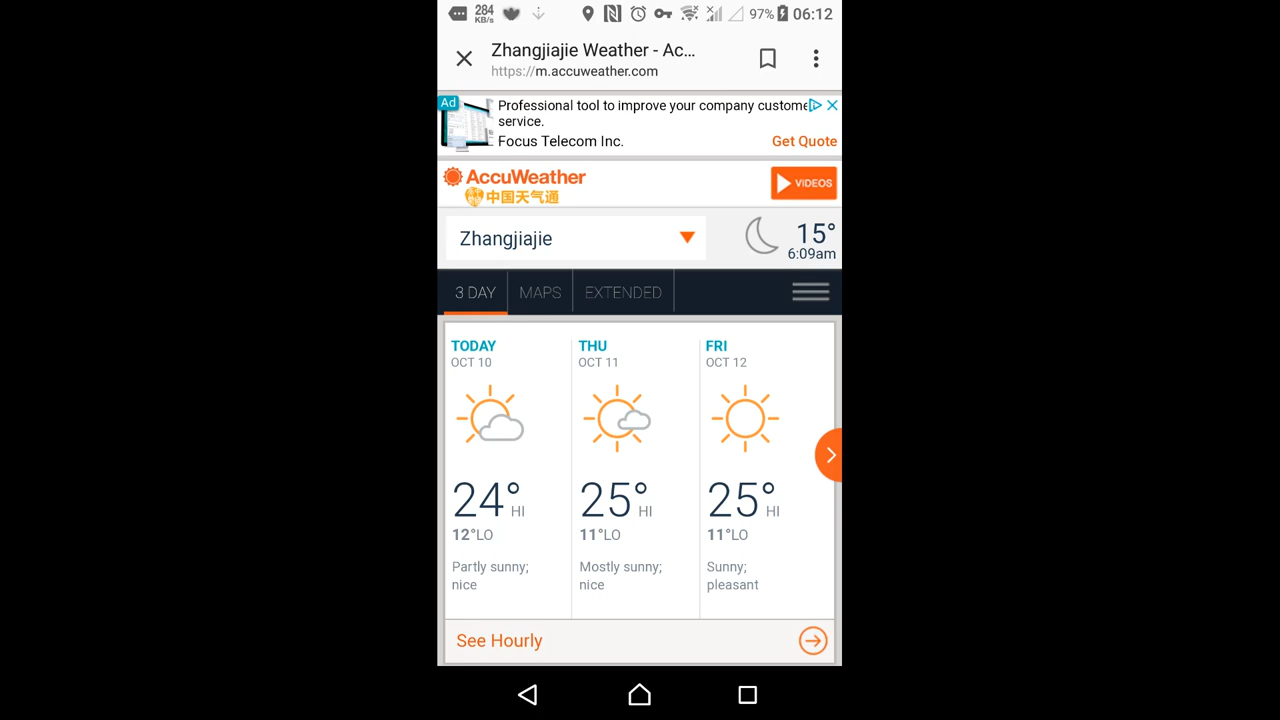 284
KB/s
97%
06:12
Zhangjiajie Weather - Ac...
https://m.accuweather.com
Ad
Professional tool to improve your company custome
service.
Focus Telecom Inc.
Get Quote
AccuWeather
中国天气通
VIDEOS
Zhangjiajie
15°
6:09am
3 DAY
MAPS
EXTENDED
TODAY
OCT 10
24° HI
12°LO
Partly sunny;
nice
THU
OCT 11
25° HI
11°LO
Mostly sunny;
nice
FRI
OCT 12
25° HI
11°LO
Sunny;
pleasant
See Hourly